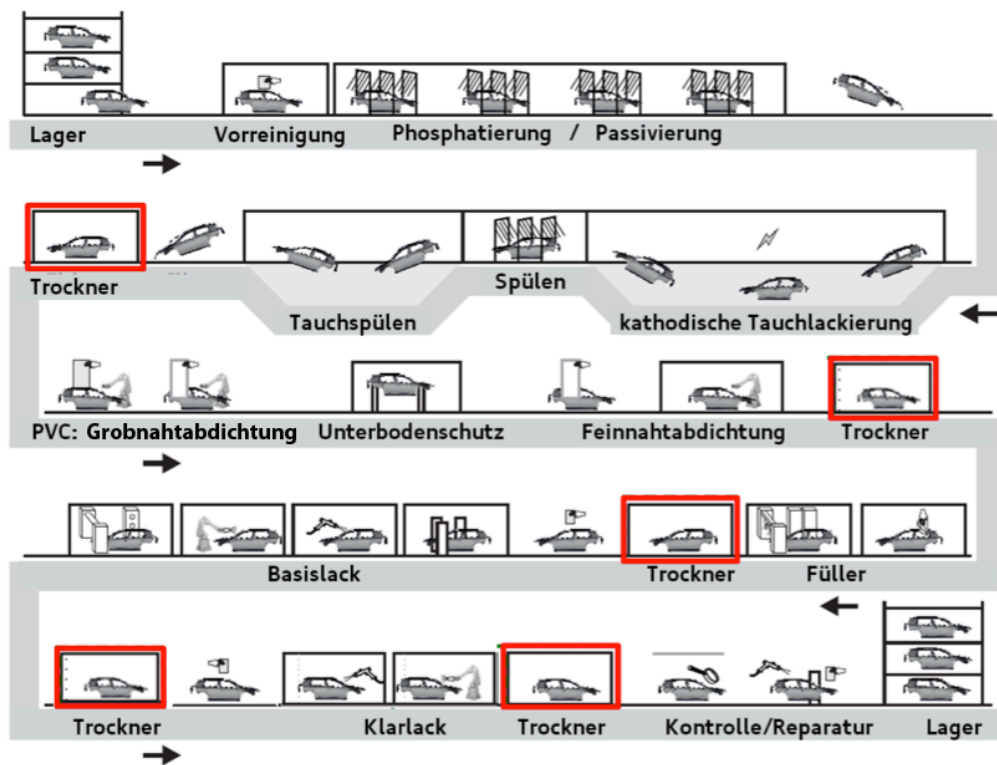 Lager Vorreinigung Phosphatierung / Passivierung
Trockner Tauchspülen Spülen kathodische Tauchlackierung
PVC: Grobnahtabdichtung Unterbodenschutz Feinnahtabdichtung Trockner
Basislack Trockner Füller
Trockner Klarlack Trockner Kontrolle/Reparatur Lager